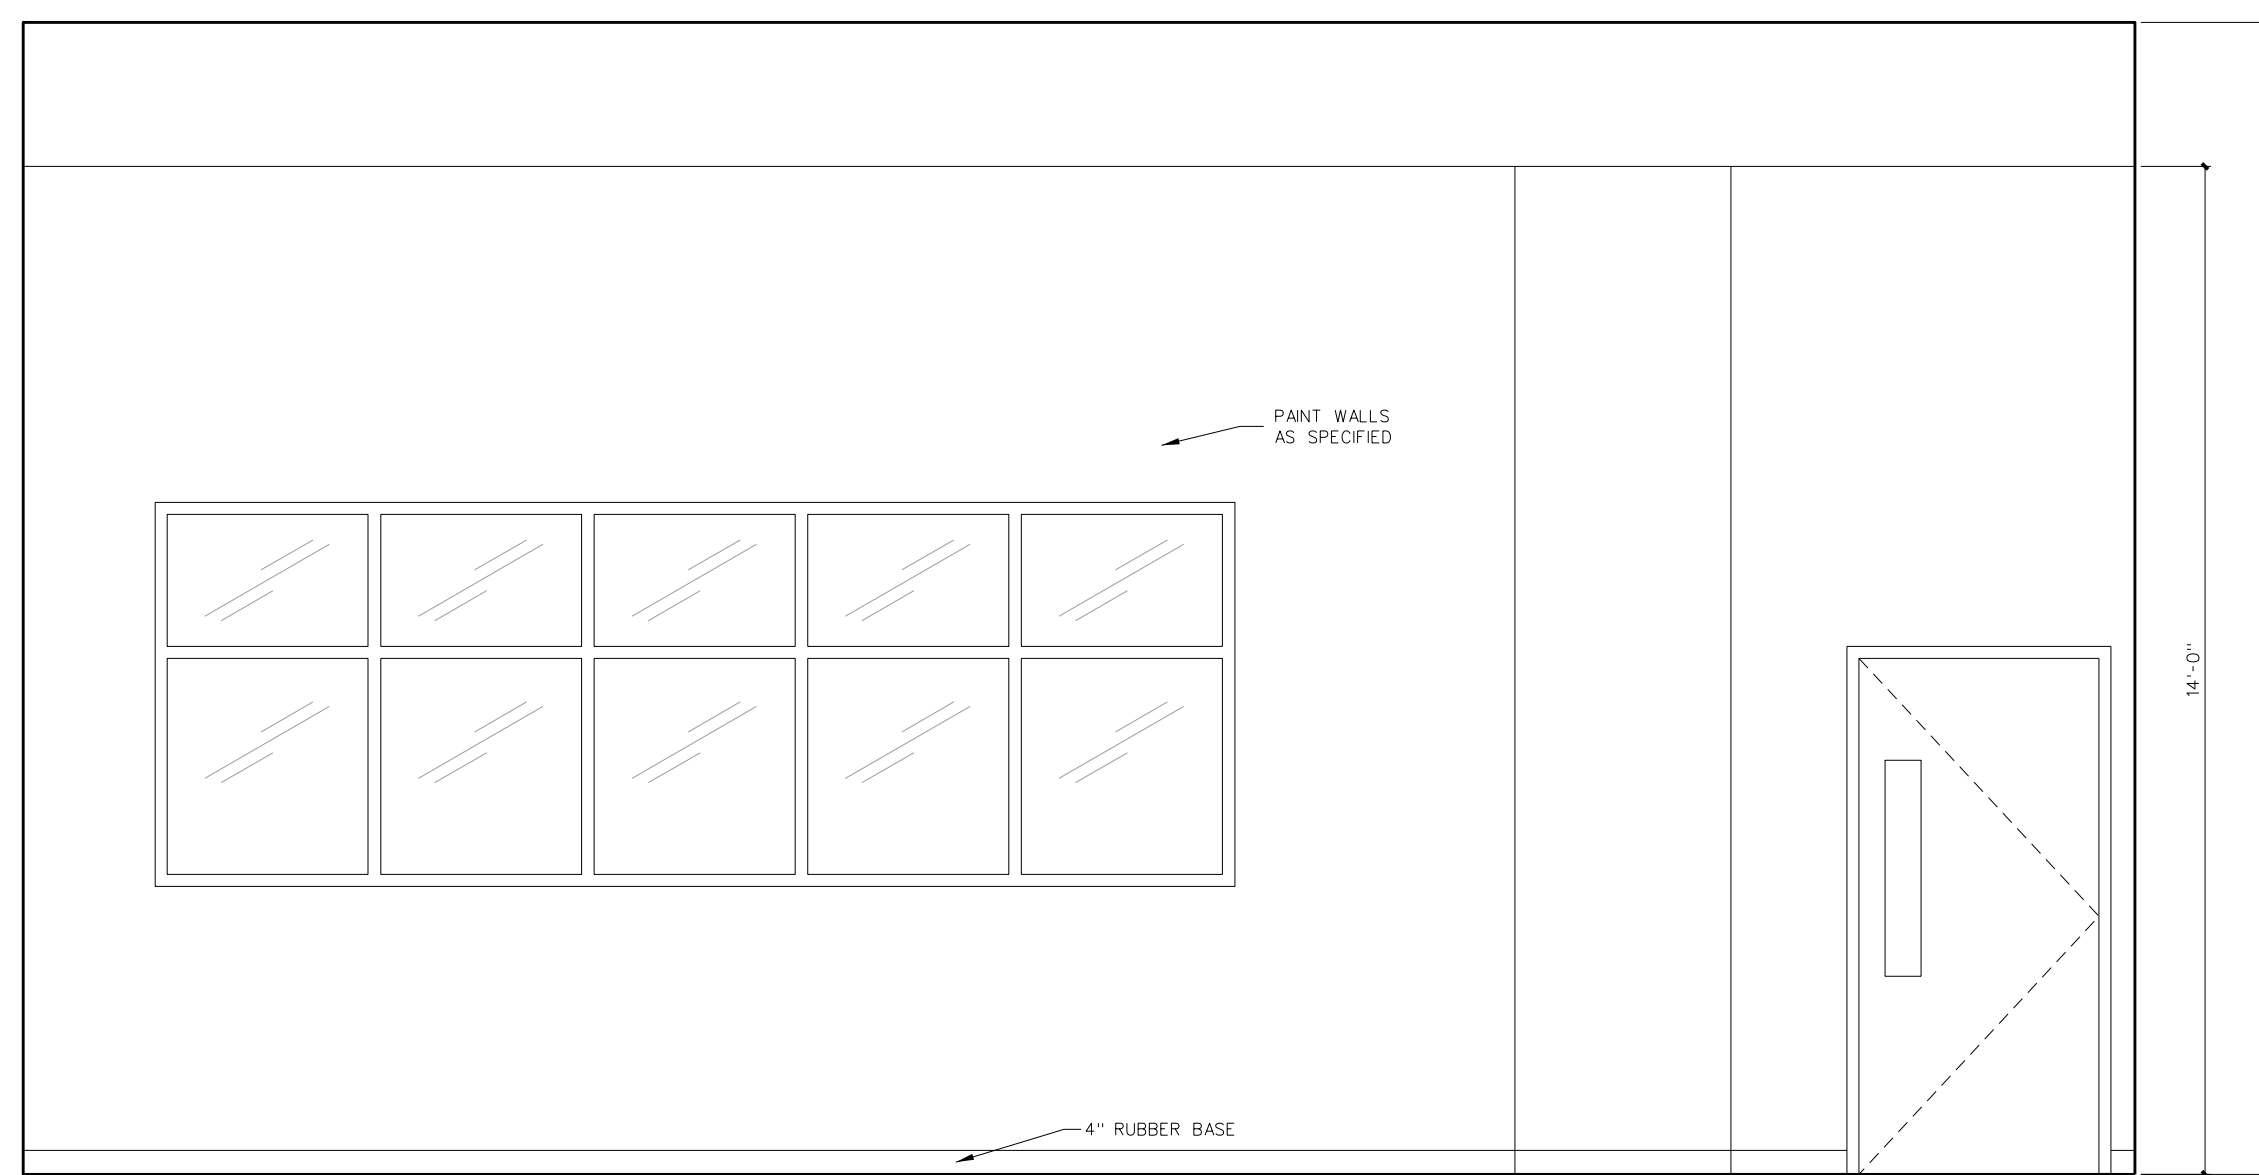 PAINT WALLS
AS SPECIFIED
14'-0"
4" RUBBER BASE